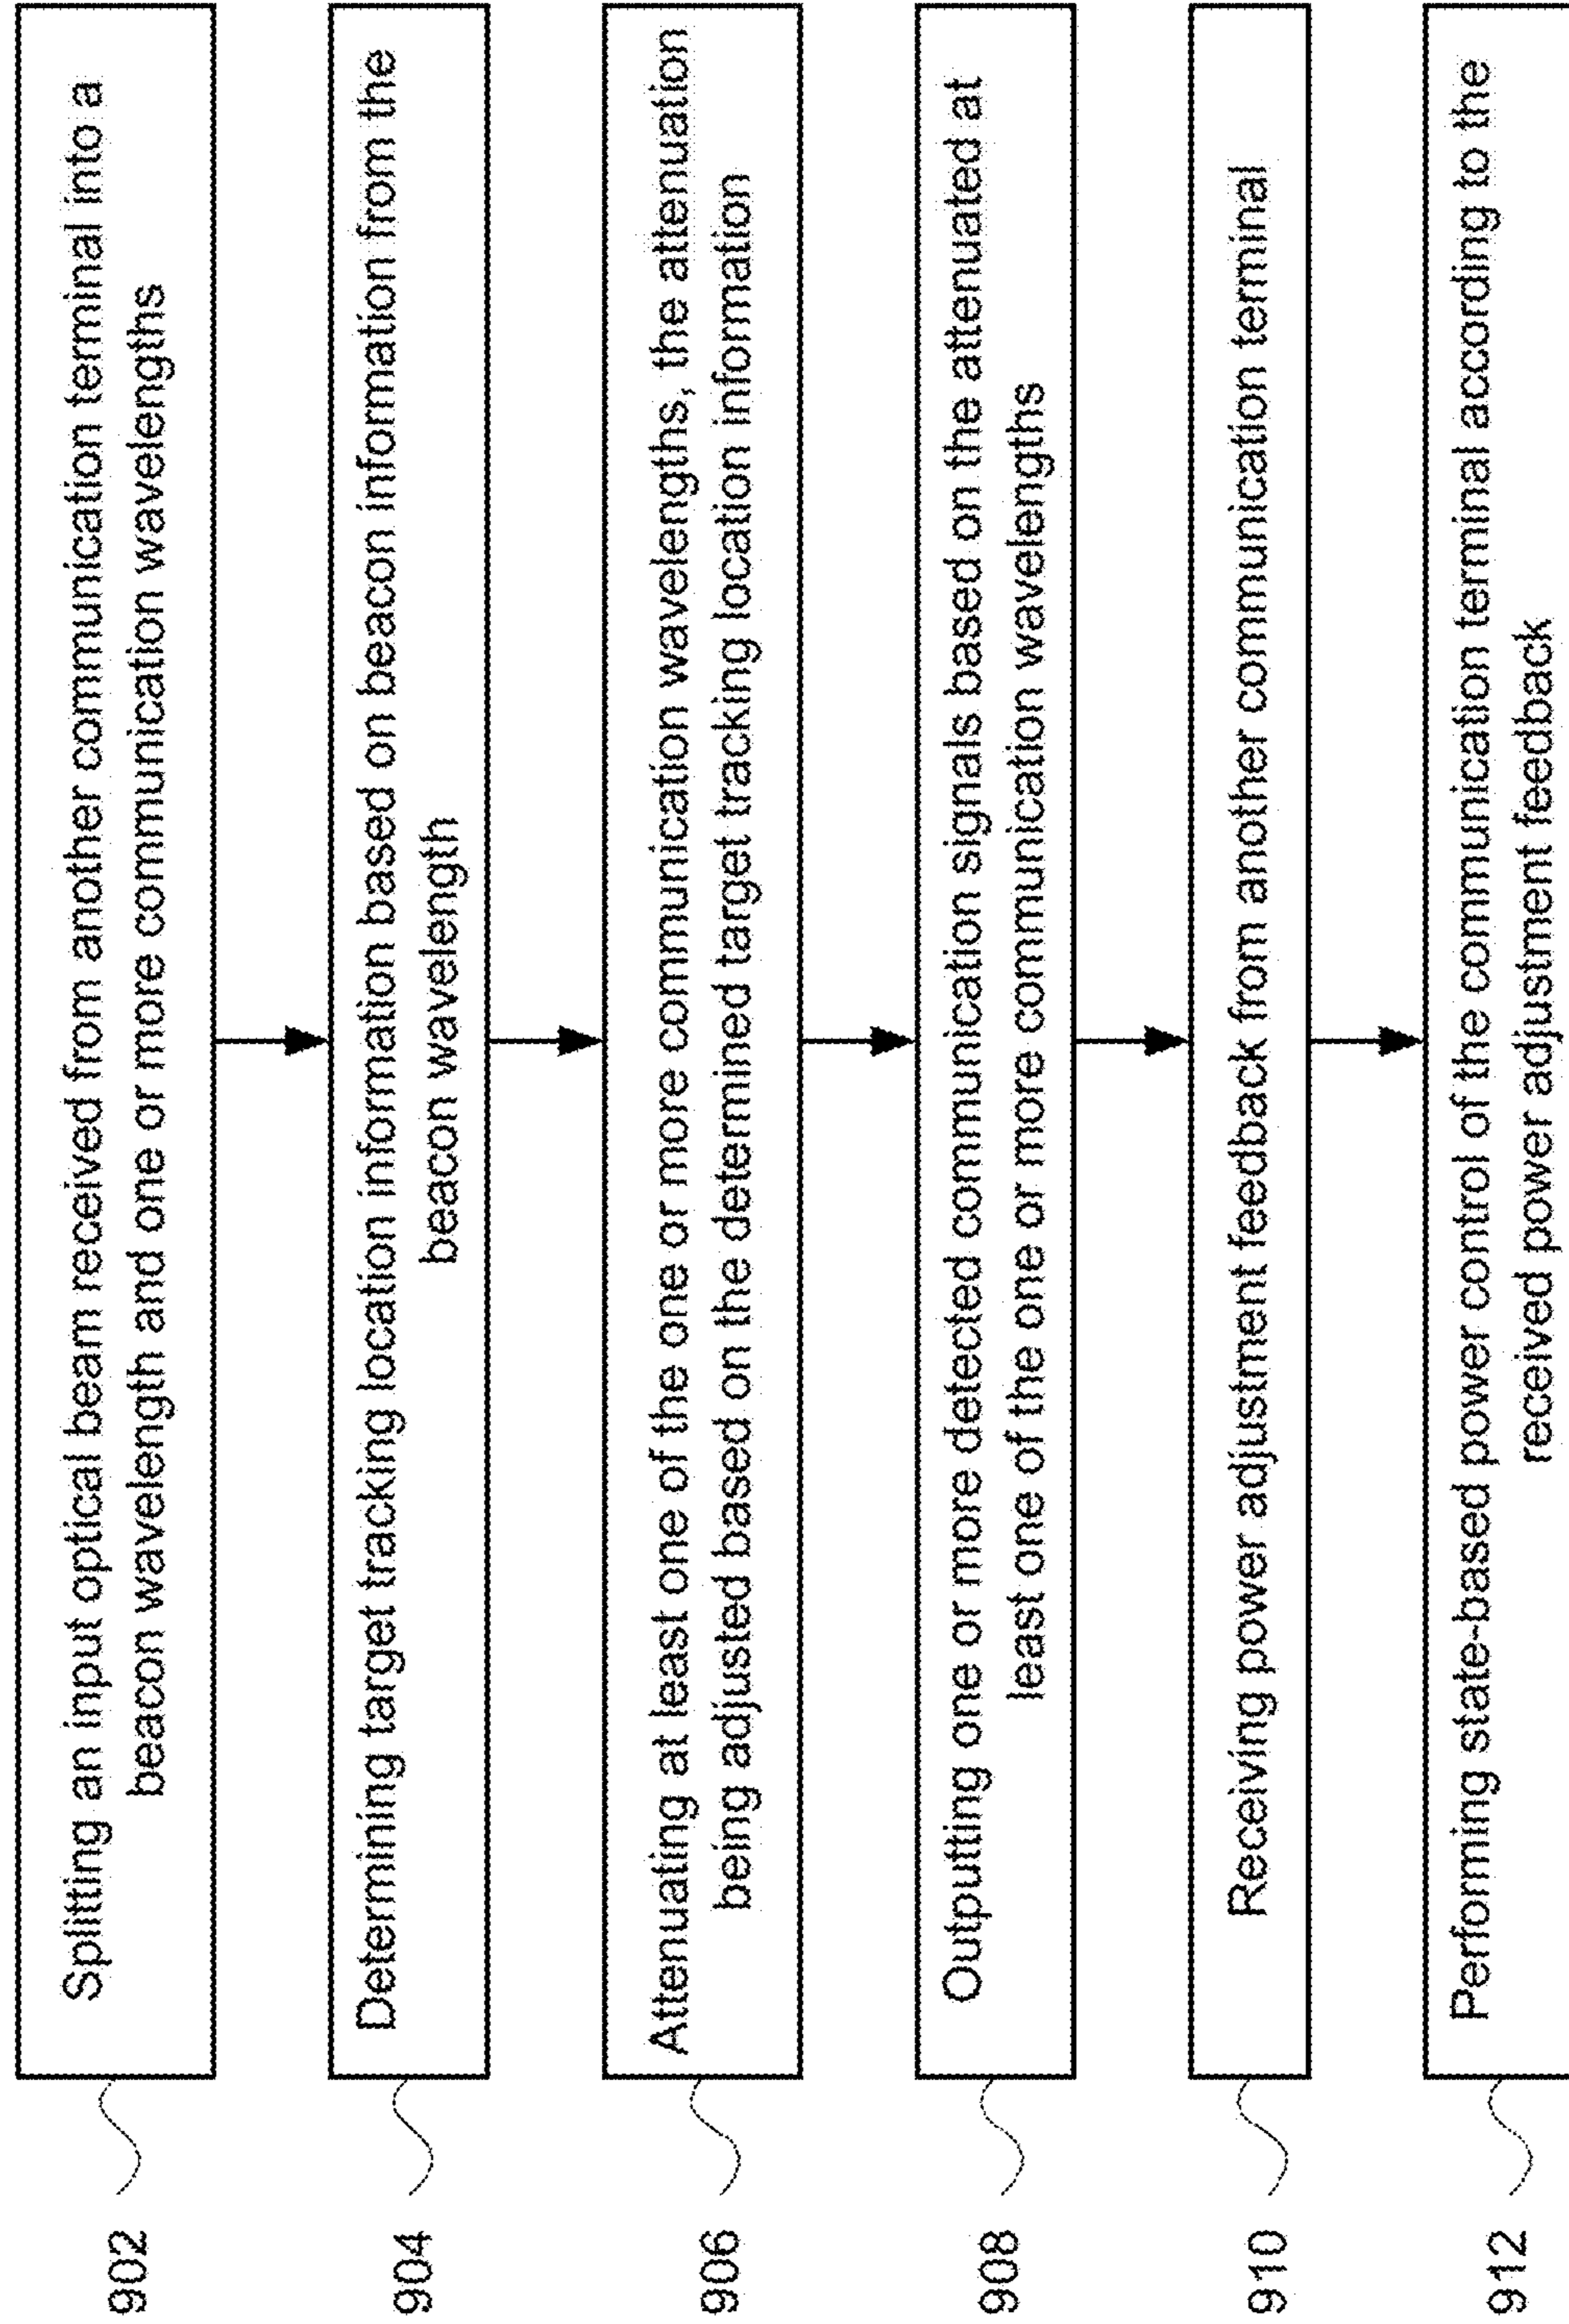 902
Splitting an input optical beam received from another communication terminal into a
beacon wavelength and one or more communication wavelengths
904
Determining target tracking location information based on beacon information from the
beacon wavelength
906
Attenuating at least one of the one or more communication wavelengths, the attenuation
being adjusted based on the determined target tracking location information
908
Outputting one or more detected communication signals based on the attenuated at
least one of the one or more communication wavelengths
910
Receiving power adjustment feedback from another communication terminal
912
Performing state-based power control of the communication terminal according to the
received power adjustment feedback